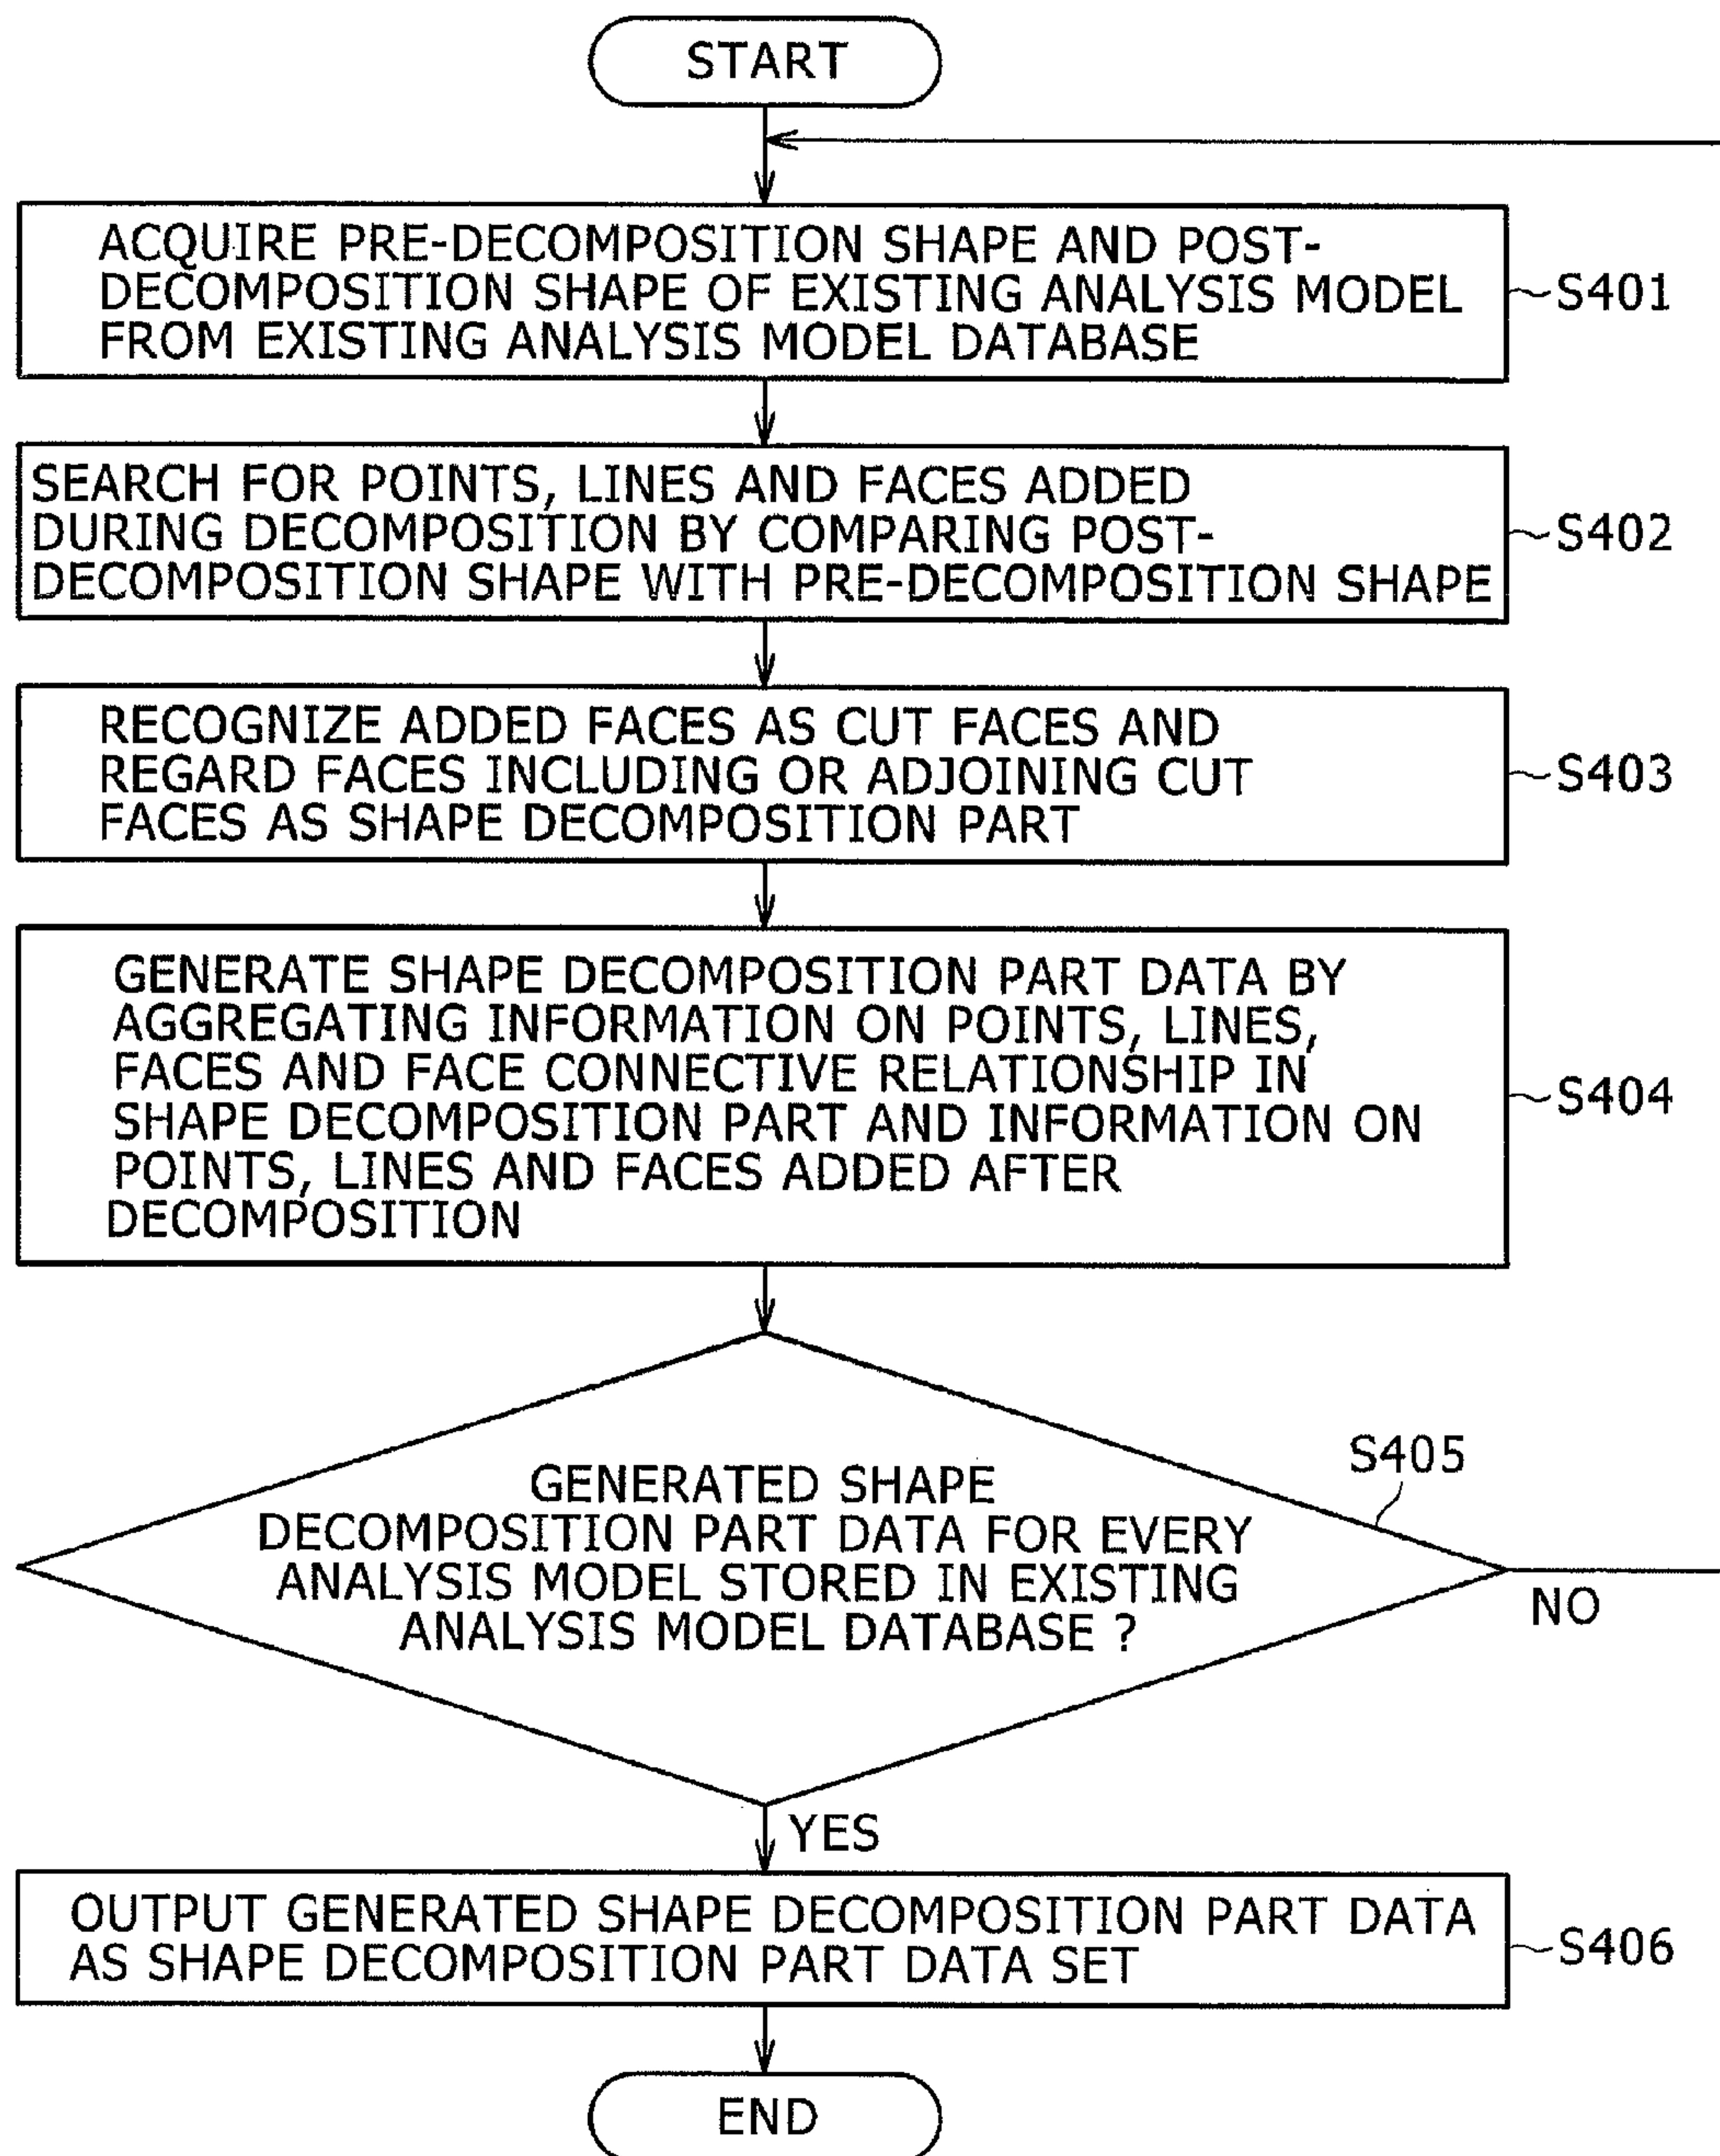 START
ACQUIRE PRE-DECOMPOSITION SHAPE AND POST-
DECOMPOSITION SHAPE OF EXISTING ANALYSIS MODEL
FROM EXISTING ANALYSIS MODEL DATABASE
S401
SEARCH FOR POINTS, LINES AND FACES ADDED
DURING DECOMPOSITION BY COMPARING POST-
DECOMPOSITION SHAPE WITH PRE-DECOMPOSITION SHAPE
S402
RECOGNIZE ADDED FACES AS CUT FACES AND
REGARD FACES INCLUDING OR ADJOINING CUT
FACES AS SHAPE DECOMPOSITION PART
S403
GENERATE SHAPE DECOMPOSITION PART DATA BY
AGGREGATING INFORMATION ON POINTS, LINES,
FACES AND FACE CONNECTIVE RELATIONSHIP IN
SHAPE DECOMPOSITION PART AND INFORMATION ON
POINTS, LINES AND FACES ADDED AFTER
DECOMPOSITION
S404
S405
GENERATED SHAPE
DECOMPOSITION PART DATA FOR EVERY
ANALYSIS MODEL STORED IN EXISTING
ANALYSIS MODEL DATABASE ?
NO
YES
OUTPUT GENERATED SHAPE DECOMPOSITION PART DATA
AS SHAPE DECOMPOSITION PART DATA SET
S406
END